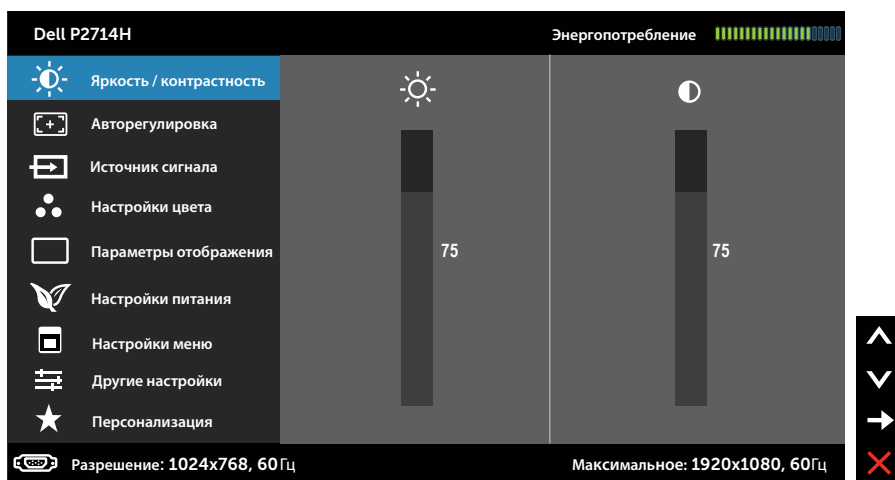 Dell P2714H
Энергопотребление
Яркость / контрастность
Авторегулировка
Источник сигнала
Настройки цвета
Параметры отображения
Настройки питания
Настройки меню
Другие настройки
Персонализация
75
75
Разрешение: 1024x768, 60Гц
Максимальное: 1920x1080, 60Гц